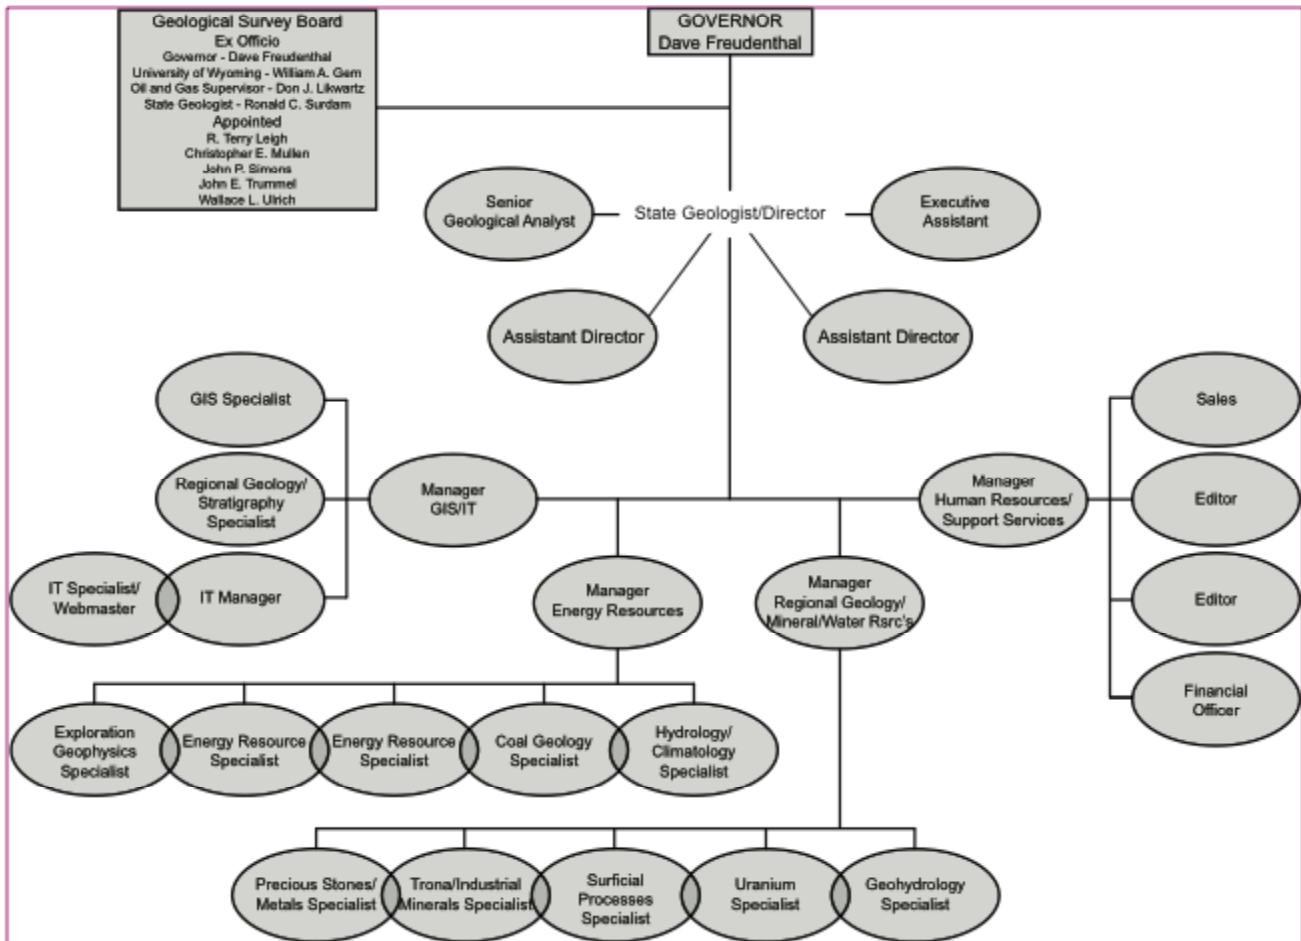 Geological Survey Board
Ex Officio
Governor - Dave Freudenthal
University of Wyoming - William A. Gern
Oil and Gas Supervisor - Don J. Likwartz
State Geologist - Ronald C. Surdam
Appointed
R. Terry Leigh
Christopher E. Mullen
John P. Simons
John E. Trummel
Wallace L. Ulrich
GOVERNOR
Dave Freudenthal
Senior
Geological Analyst
State Geologist/Director
Executive
Assistant
Assistant Director
Assistant Director
GIS Specialist
Regional Geology/
Stratigraphy
Specialist
IT Specialist/
Webmaster
IT Manager
Manager
GIS/IT
Manager
Energy Resources
Manager
Regional Geology/
Mineral/Water Rsrc's
Manager
Human Resources/
Support Services
Sales
Editor
Editor
Financial
Officer
Exploration
Geophysics
Specialist
Energy Resource
Specialist
Energy Resource
Specialist
Coal Geology
Specialist
Hydrology/
Climatology
Specialist
Precious Stones/
Metals Specialist
Trona/Industrial
Minerals Specialist
Surficial
Processes
Specialist
Uranium
Specialist
Geohydrology
Specialist